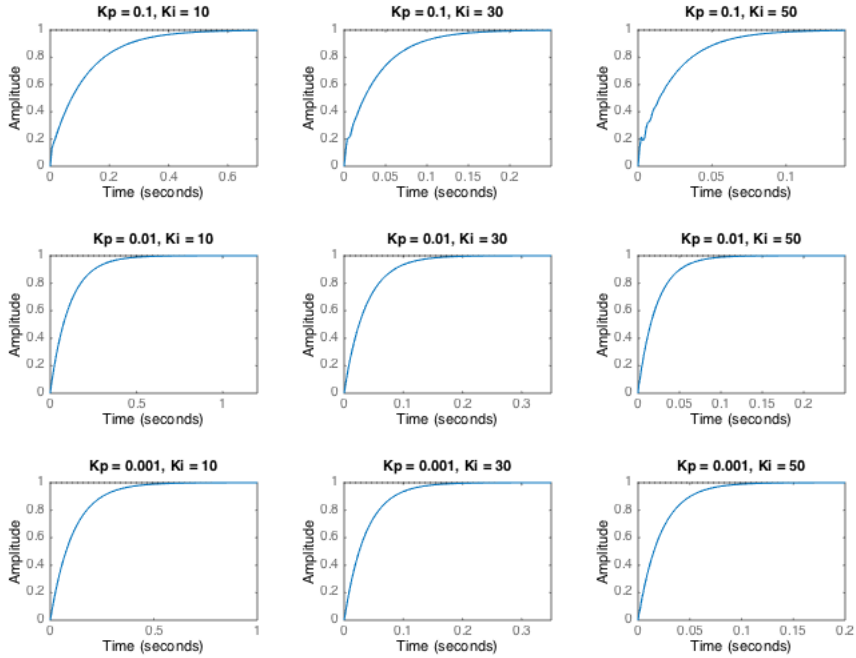 Kp = 0.1, Ki = 10
Amplitude
1
0.8
0.6
0.4
0.2
0
0 0.2 0.4 0.6
Time (seconds)
Kp = 0.1, Ki = 30
Amplitude
1
0.8
0.6
0.4
0.2
0
0 0.05 0.1 0.15 0.2
Time (seconds)
Kp = 0.1, Ki = 50
Amplitude
1
0.8
0.6
0.4
0.2
0
0 0.05 0.1
Time (seconds)
Kp = 0.01, Ki = 10
Amplitude
1
0.8
0.6
0.4
0.2
0
0 0.5 1
Time (seconds)
Kp = 0.01, Ki = 30
Amplitude
1
0.8
0.6
0.4
0.2
0
0 0.1 0.2 0.3
Time (seconds)
Kp = 0.01, Ki = 50
Amplitude
1
0.8
0.6
0.4
0.2
0
0 0.05 0.1 0.15 0.2
Time (seconds)
Kp = 0.001, Ki = 10
Amplitude
1
0.8
0.6
0.4
0.2
0
0 0.5 1
Time (seconds)
Kp = 0.001, Ki = 30
Amplitude
1
0.8
0.6
0.4
0.2
0
0 0.1 0.2 0.3
Time (seconds)
Kp = 0.001, Ki = 50
Amplitude
1
0.8
0.6
0.4
0.2
0
0 0.05 0.1 0.15 0.2
Time (seconds)